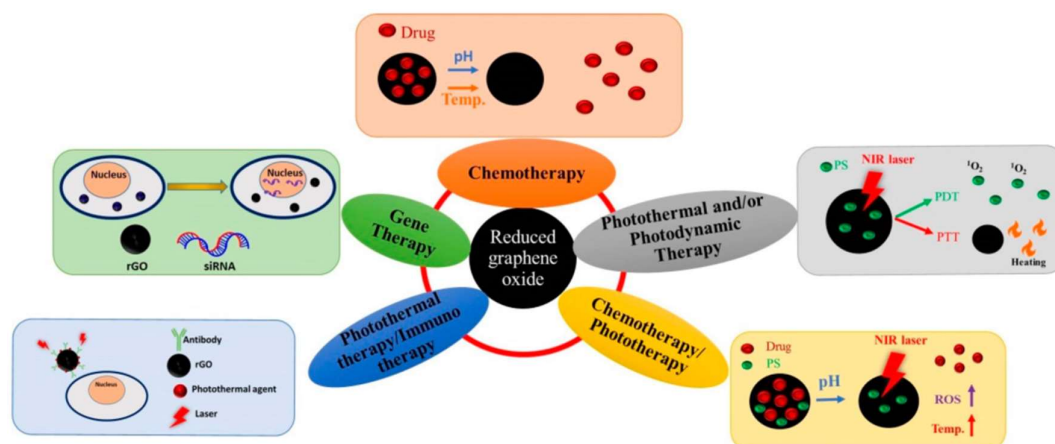 Drug
pH
Temp.
Nucleus
Nucleus
rGO
siRNA
Chemotherapy
Gene
Therapy
Reduced
graphene
oxide
Photothermal and/or
Photodynamic
Therapy
PS
NIR laser
¹O₂
¹O₂
PDT
PTT
Heating
Photothermal
therapy/Immuno
therapy
Chemotherapy/
Phototherapy
Antibody
rGO
Photothermal agent
Laser
Nucleus
Drug
PS
NIR laser
pH
ROS
Temp.